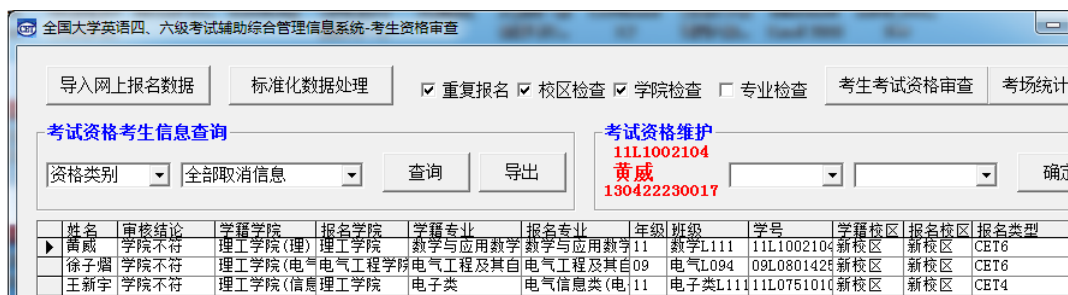 全国大学英语四、六级考试辅助综合管理信息系统-考生资格审查
导入网上报名数据 标准化数据处理 重复报名 校区检查 学院检查 专业检查 考生考试资格审查 考场统计
考试资格考生信息查询 考试资格维护
11L1002104
资格类别 全部取消信息 查询 导出 黄威 确定
130422230017
姓名 审核结论 学籍学院 报名学院 学籍专业 报名专业 年级 班级 学号 学籍校区 报名校区 报名类型
黄威 学院不符 理工学院(理) 理工学院 数学与应用数学 数学与应用数学 11 数学L111 11L1002104 新校区 新校区 CET6
徐子熠 学院不符 理工学院(电气 电气工程学院 电气工程及其自 电气工程及其自 09 电气L094 09L0801425 新校区 新校区 CET6
王新宇 学院不符 理工学院(信息 理工学院 电子类 电气信息类(电 11 电子类L111 11L0751010 新校区 新校区 CET4